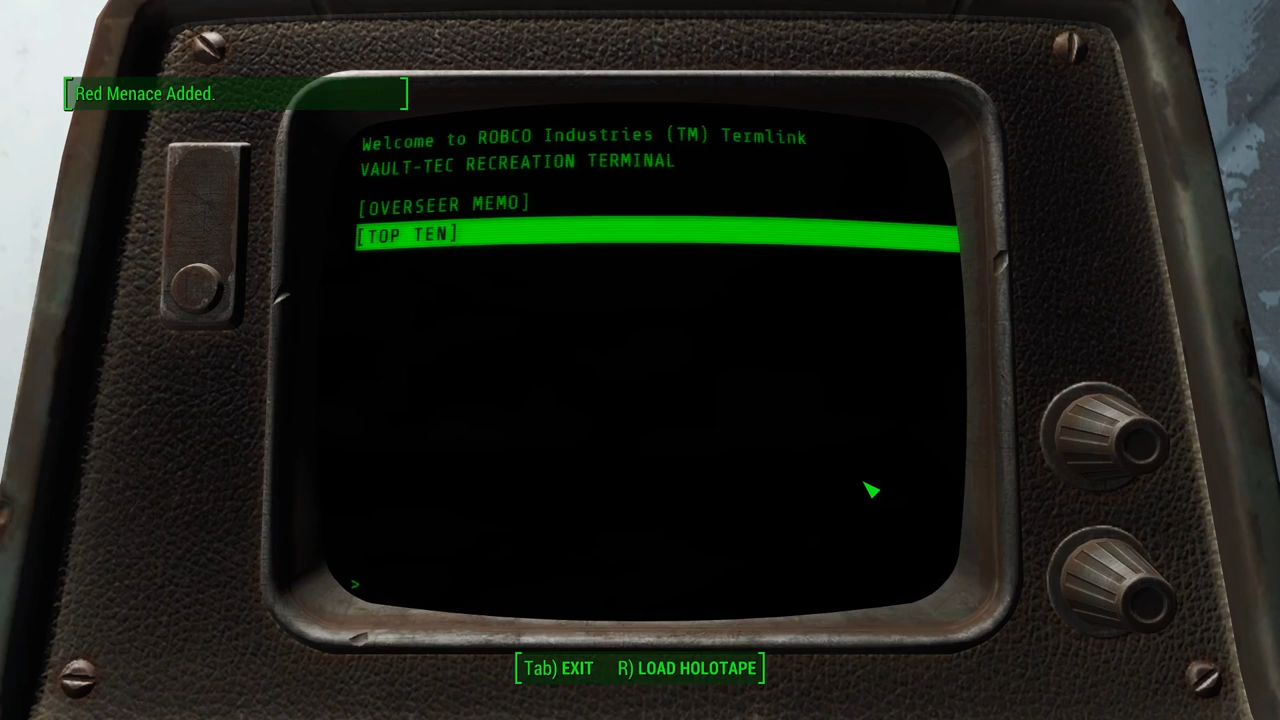 [Red Menace Added.]
Welcome to ROBCO Industries (TM) Termlink
VAULT-TEC RECREATION TERMINAL
[OVERSEER MEMO]
[TOP TEN]
>
[Tab) EXIT R) LOAD HOLOTAPE]